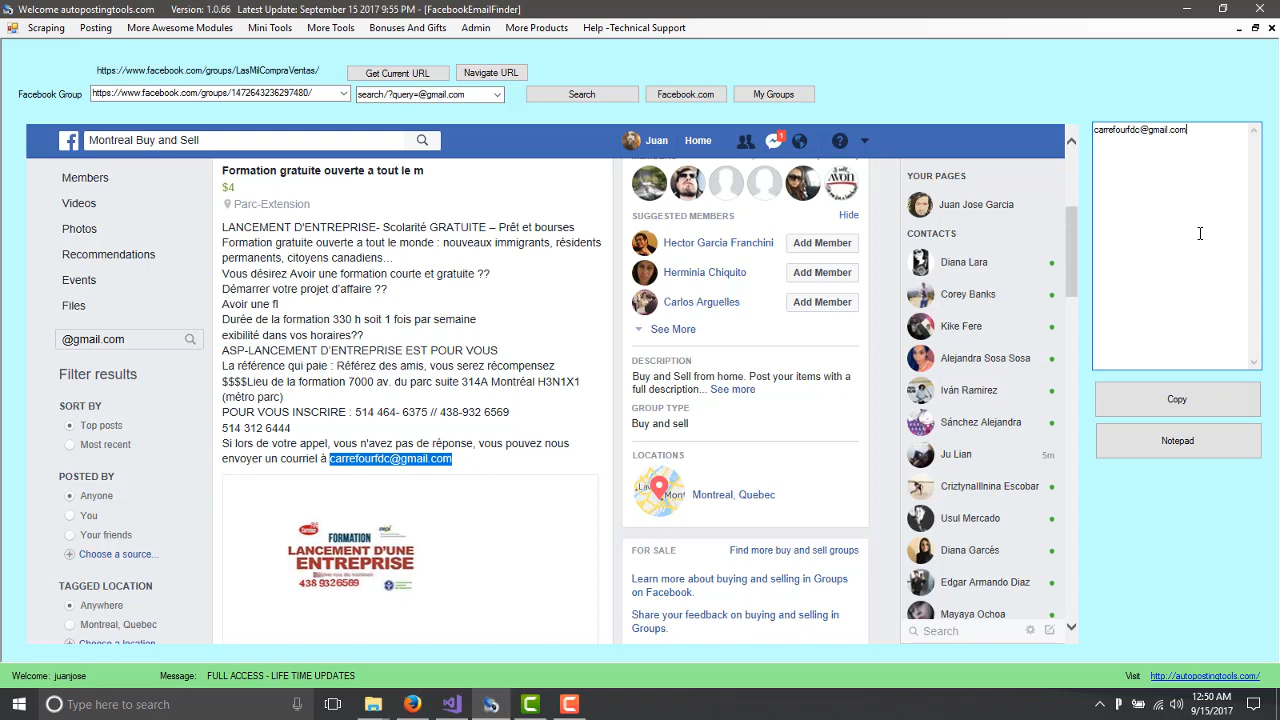 Welcome autopostingtools.com Version: 1.0.66 Update: September 15 2017 9:55 PM - [FacebookEmailFinder]
Scraping Posting More Awesome Modules Mini Tools More Tools Bonuses And Gifts Admin More Products Help -Technical Support
https://www.facebook.com/groups/LasMilCompraVentas/ Get Current URL Navigate URL
Facebook Group https://www.facebook.com/groups/1472643236297480/ search/?query=@gmail.com Search Facebook.com My Groups
Montreal Buy and Sell
Juan Home 1
Members
Videos
Photos
Recommendations
Events
Files
@gmail.com
Filter results
SORT BY
Top posts
Most recent
POSTED BY
Anyone
You
Your friends
Choose a source...
TAGGED LOCATION
Anywhere
Montreal, Quebec
Choose a location
Formation gratuite ouverte a tout le m
$4
Parc-Extension
LANCEMENT D'ENTREPRISE- Scolarité GRATUITE – Prêt et bourses
Formation gratuite ouverte a tout le monde : nouveaux immigrants, résidents
permanents, citoyens canadiens…
Vous désirez Avoir une formation courte et gratuite ??
Démarrer votre projet d'affaire ??
Avoir une fl
Durée de la formation 330 h soit 1 fois par semaine
exibilité dans vos horaires??
ASP-LANCEMENT D'ENTREPRISE EST POUR VOUS
La référence qui paie : Référez des amis, vous serez récompensez
$$$$Lieu de la formation 7000 av. du parc suite 314A Montréal H3N1X1
(métro parc)
POUR VOUS INSCRIRE : 514 464- 6375 // 438-932 6569
514 312 6444
Si lors de votre appel, vous n'avez pas de réponse, vous pouvez nous
envoyer un courriel à carrefourfdc@gmail.com
FORMATION
LANCEMENT D'UNE
ENTREPRISE
438 932 6569
AVON
SUGGESTED MEMBERS Hide
Hector Garcia Franchini Add Member
Herminia Chiquito Add Member
Carlos Arguelles Add Member
See More
DESCRIPTION
Buy and Sell from home. Post your items with a
full description... See more
GROUP TYPE
Buy and sell
LOCATIONS
Montreal, Quebec
FOR SALE Find more buy and sell groups
Learn more about buying and selling in Groups
on Facebook.
Share your feedback on buying and selling in
Groups.
YOUR PAGES
Juan Jose Garcia
CONTACTS
Diana Lara
Corey Banks
Kike Fere
Alejandra Sosa Sosa
Iván Ramirez
Sánchez Alejandra
Ju Lian 5m
CriztynaIlnina Escobar
Usul Mercado
Diana Garcés
Edgar Armando Diaz
Mayaya Ochoa
Search
carrefourfdc@gmail.com
Copy
Notepad
Welcome: juanjose Message: FULL ACCESS - LIFE TIME UPDATES Visit http://autopostingtools.com/
Type here to search
12:50 AM
9/15/2017